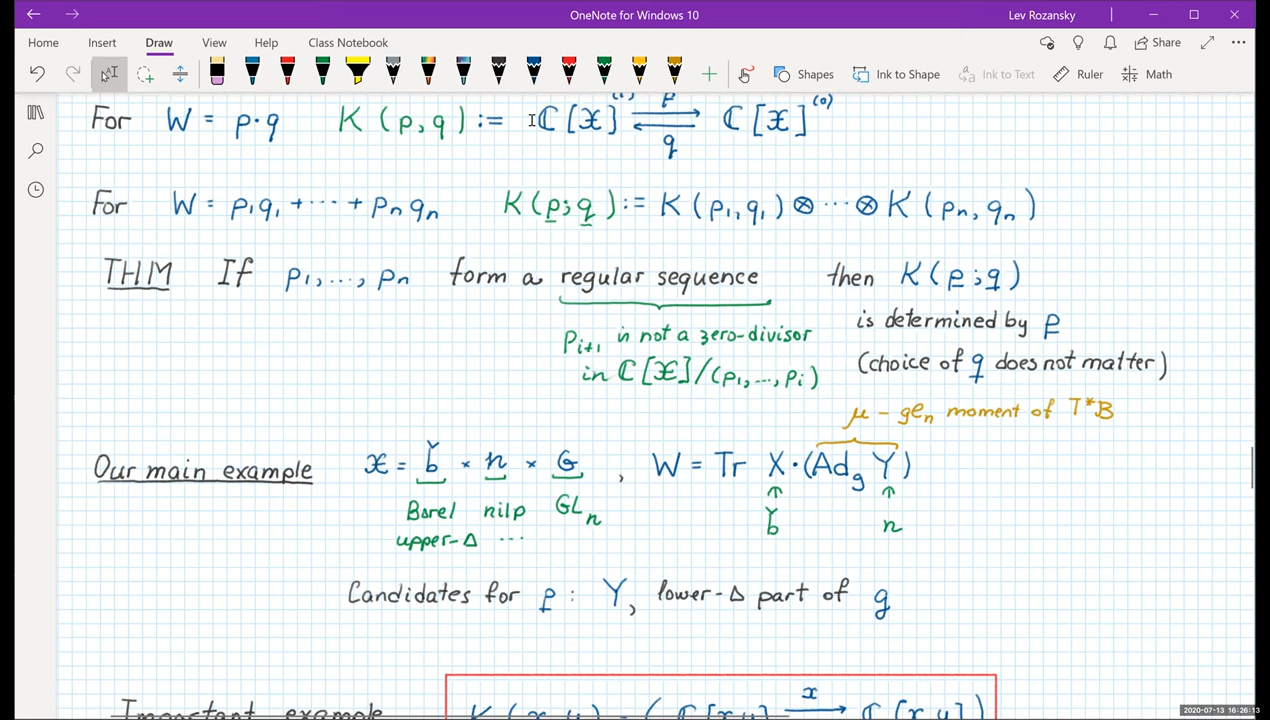 OneNote for Windows 10
Lev Rozansky
Home Insert Draw View Help Class Notebook
Share
Shapes Ink to Shape Ink to Text Ruler Math
For W = p·q K(p,q) := ℂ[𝔛]⁽¹⁾ ⇄ ℂ[𝔛]⁽⁰⁾
p
q
For W = p₁q₁ + ··· + pₙqₙ K(p;q) := K(p₁,q₁) ⊗ ··· ⊗ K(pₙ,qₙ)
THM If p₁, ..., pₙ form a regular sequence then K(p;q)
is determined by p
(choice of q does not matter)
pᵢ₊₁ is not a zero-divisor
in ℂ[𝔛]/(p₁,...,pᵢ)
μ - geₙ moment of T*B
Our main example 𝔛 = b × n × G , W = Tr X·(Ad_g Y)
Borel nilp GLₙ
upper-Δ ···
b n
Candidates for p : Y, lower-Δ part of g
Important example K(x,y) = (ℂ[x,y] →ˣ ℂ[x,y])
2020-07-13 16:26:13